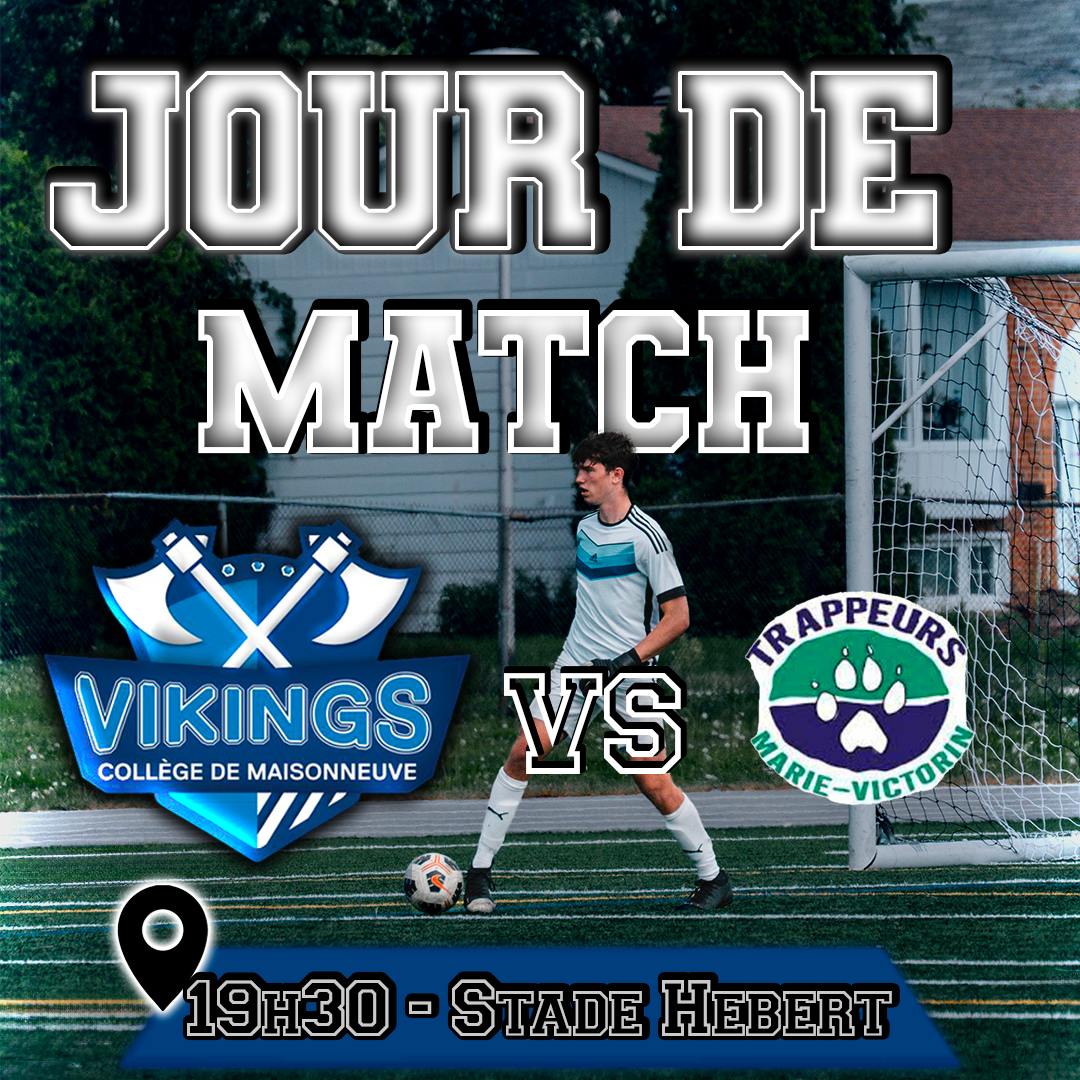 JOUR DE
MATCH
VIKINGS
COLLÈGE DE MAISONNEUVE
VS
TRAPPEURS
MARIE-VICTORIN
19H30 - STADE HEBERT